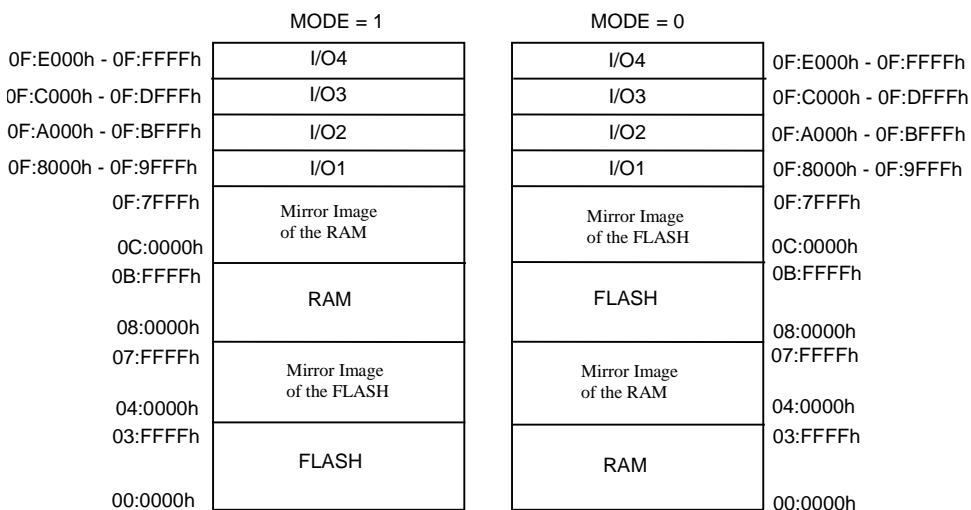 MODE = 1 MODE = 0
0F:E000h - 0F:FFFFh I/O4 I/O4 0F:E000h - 0F:FFFFh
0F:C000h - 0F:DFFFh I/O3 I/O3 0F:C000h - 0F:DFFFh
0F:A000h - 0F:BFFFh I/O2 I/O2 0F:A000h - 0F:BFFFh
0F:8000h - 0F:9FFFh I/O1 I/O1 0F:8000h - 0F:9FFFh
0F:7FFFh 0F:7FFFh
Mirror Image Mirror Image
of the RAM of the FLASH
0C:0000h 0C:0000h
0B:FFFFh 0B:FFFFh
RAM FLASH
08:0000h 08:0000h
07:FFFFh 07:FFFFh
Mirror Image Mirror Image
of the FLASH of the RAM
04:0000h 04:0000h
03:FFFFh 03:FFFFh
FLASH RAM
00:0000h 00:0000h